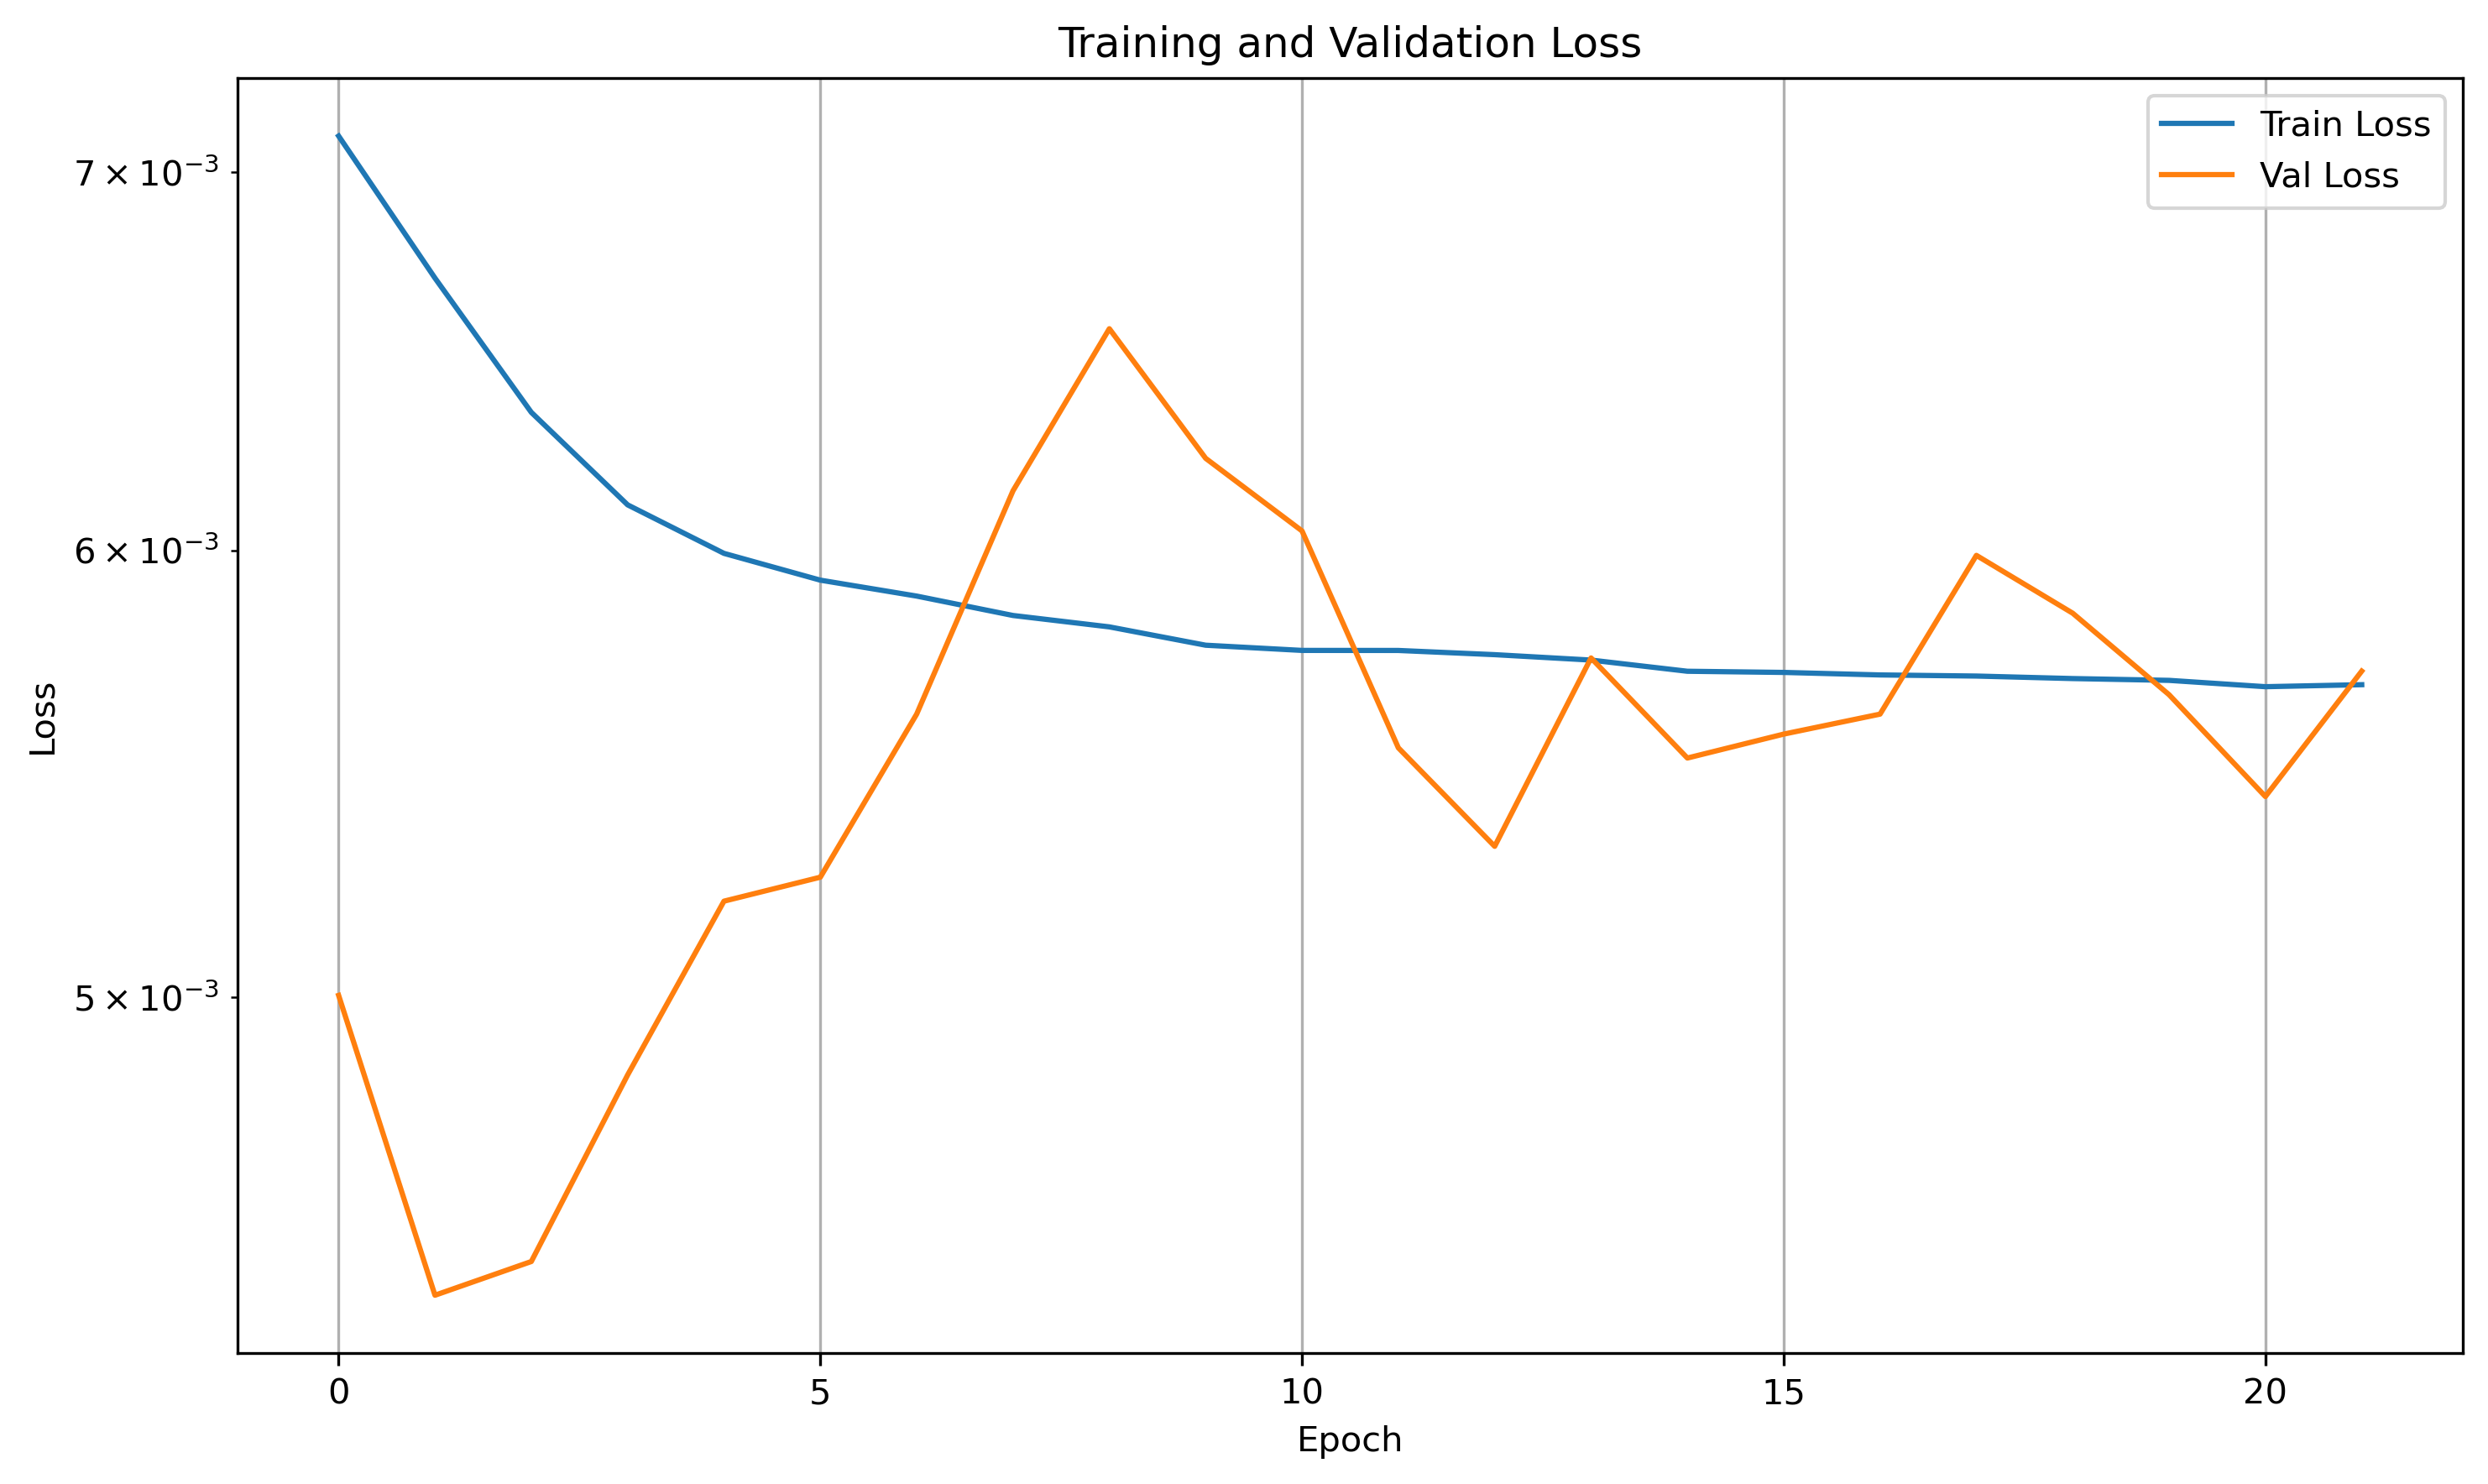 Training and Validation Loss
Train Loss
Val Loss
7 × 10⁻³
6 × 10⁻³
5 × 10⁻³
Loss
0 5 10 15 20
Epoch